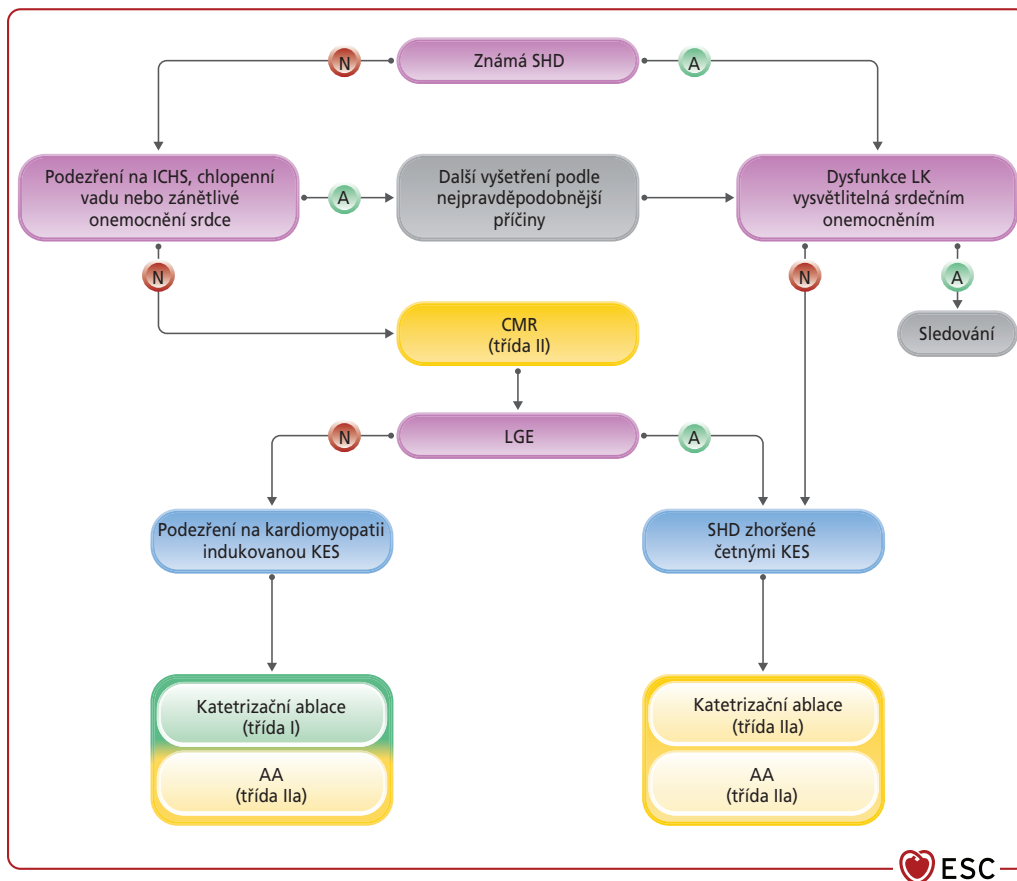 Známá SHD
N
A
Podezření na ICHS, chlopenní
vadu nebo zánětlivé
onemocnění srdce
A
Další vyšetření podle
nejpravděpodobnější
příčiny
Dysfunkce LK
vysvětlitelná srdečním
onemocněním
N
N
A
CMR
(třída II)
Sledování
N
LGE
A
Podezření na kardiomyopatii
indukovanou KES
SHD zhoršené
četnými KES
Katetrizační ablace
(třída I)
AA
(třída IIa)
Katetrizační ablace
(třída IIa)
AA
(třída IIa)
ESC